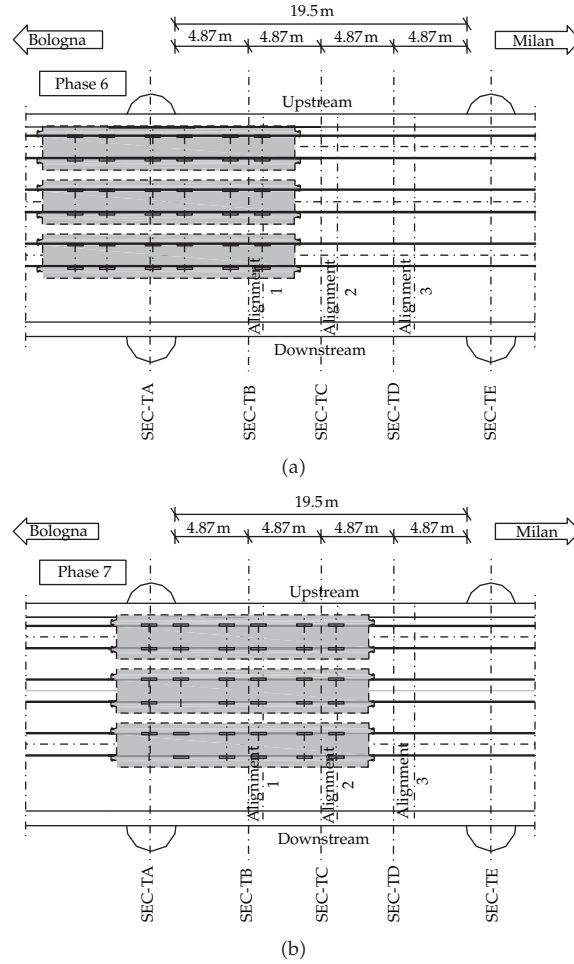 19.5 m
Bologna
4.87 m 4.87 m 4.87 m 4.87 m
Milan
Phase 6
Upstream
Alignment 1
Alignment 2
Alignment 3
Downstream
SEC-TA
SEC-TB
SEC-TC
SEC-TD
SEC-TE
(a)
19.5 m
Bologna
4.87 m 4.87 m 4.87 m 4.87 m
Milan
Phase 7
Upstream
Alignment 1
Alignment 2
Alignment 3
Downstream
SEC-TA
SEC-TB
SEC-TC
SEC-TD
SEC-TE
(b)